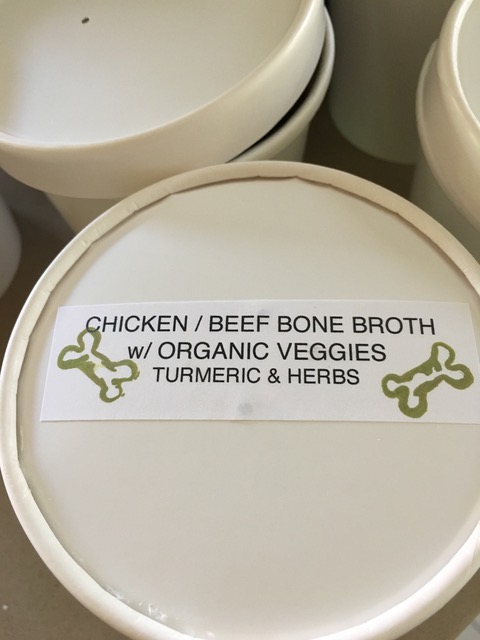 CHICKEN / BEEF BONE BROTH
w/ ORGANIC VEGGIES
TURMERIC & HERBS